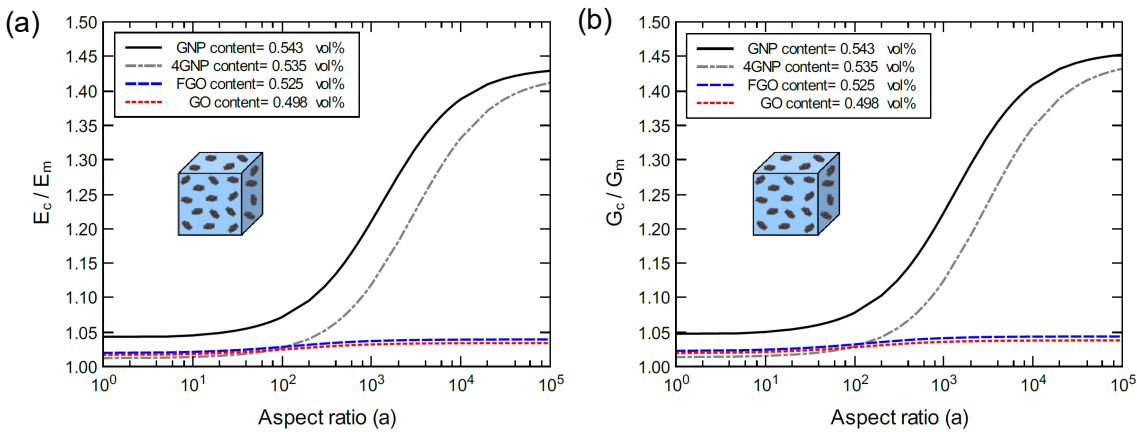 (a)
1.50
1.45
1.40
1.35
1.30
1.25
1.20
1.15
1.10
1.05
1.00
E_c / E_m
GNP content= 0.543 vol%
4GNP content= 0.535 vol%
FGO content= 0.525 vol%
GO content= 0.498 vol%
10^0 10^1 10^2 10^3 10^4 10^5
Aspect ratio (a)
(b)
1.50
1.45
1.40
1.35
1.30
1.25
1.20
1.15
1.10
1.05
1.00
G_c / G_m
GNP content= 0.543 vol%
4GNP content= 0.535 vol%
FGO content= 0.525 vol%
GO content= 0.498 vol%
10^0 10^1 10^2 10^3 10^4 10^5
Aspect ratio (a)